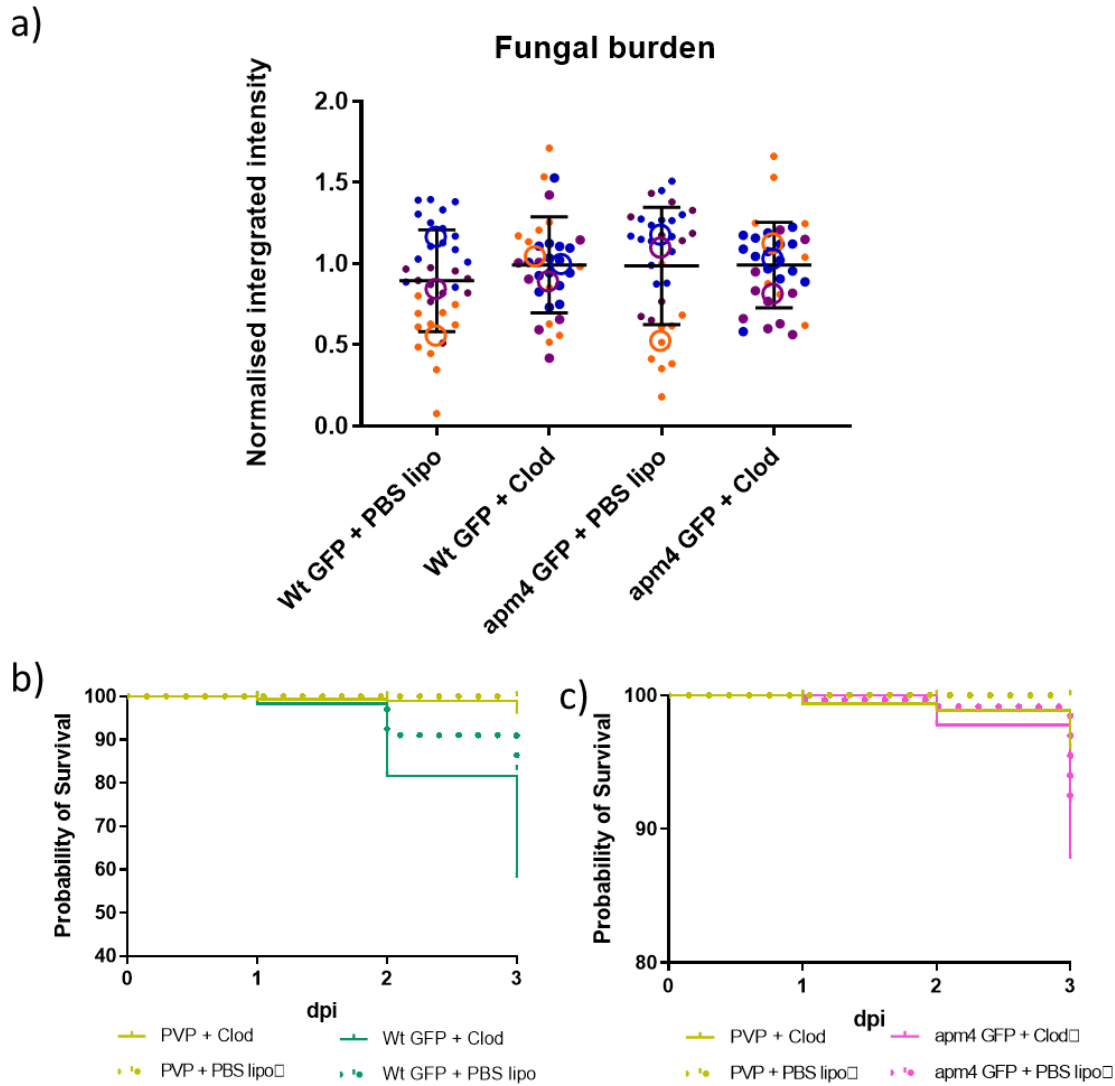 a)
Fungal burden
Normalised intergrated intensity
2.0
1.5
1.0
0.5
0.0
Wt GFP + PBS lipo
Wt GFP + Clod
apm4 GFP + PBS lipo
apm4 GFP + Clod
b)
Probability of Survival
100
90
80
70
60
50
40
0 1 2 3
dpi
PVP + Clod
Wt GFP + Clod
PVP + PBS lipo□
Wt GFP + PBS lipo
c)
Probability of Survival
100
90
80
0 1 2 3
dpi
PVP + Clod
apm4 GFP + Clod□
PVP + PBS lipo□
apm4 GFP + PBS lipo□